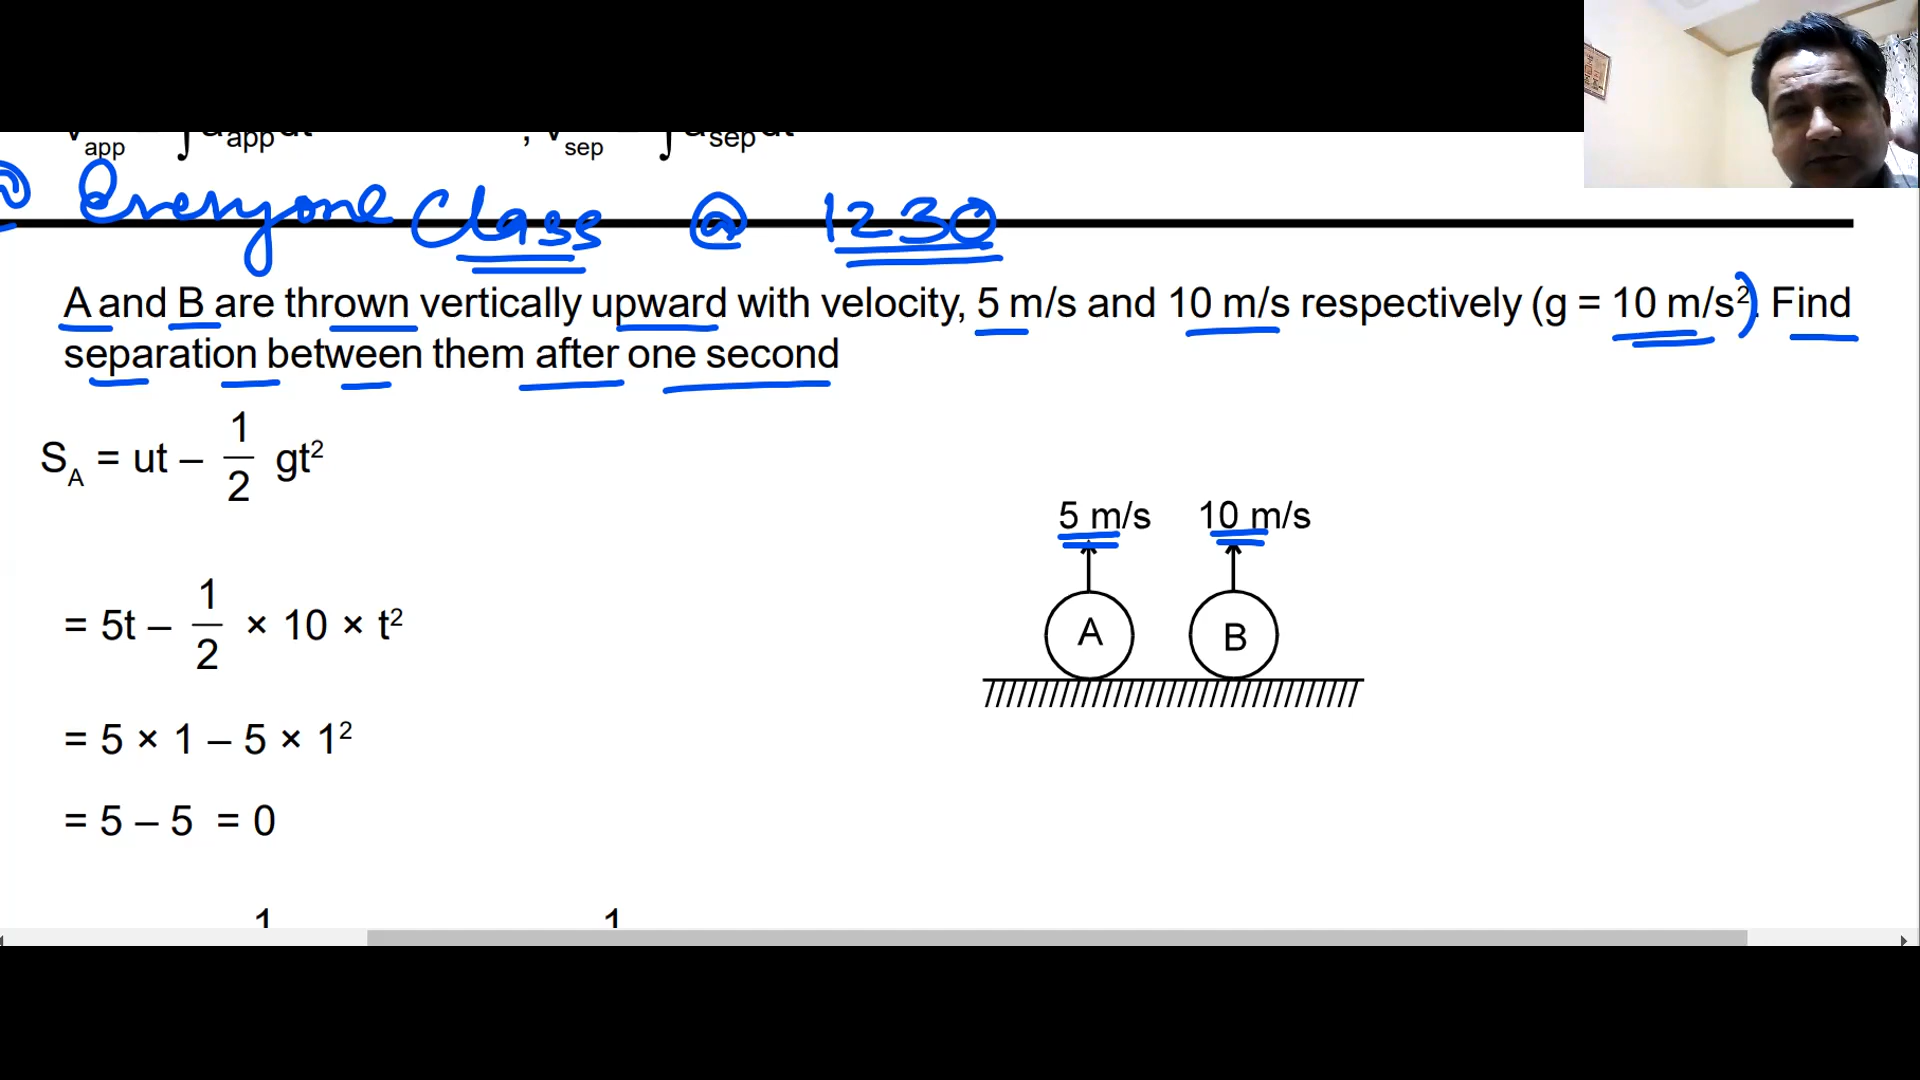 app sep
@ Everyone Class @ 1230
A and B are thrown vertically upward with velocity, 5 m/s and 10 m/s respectively (g = 10 m/s²). Find
separation between them after one second
S_A = ut – 1/2 gt²
5 m/s 10 m/s
= 5t – 1/2 × 10 × t²
A B
= 5 × 1 – 5 × 1²
= 5 – 5 = 0
1 1